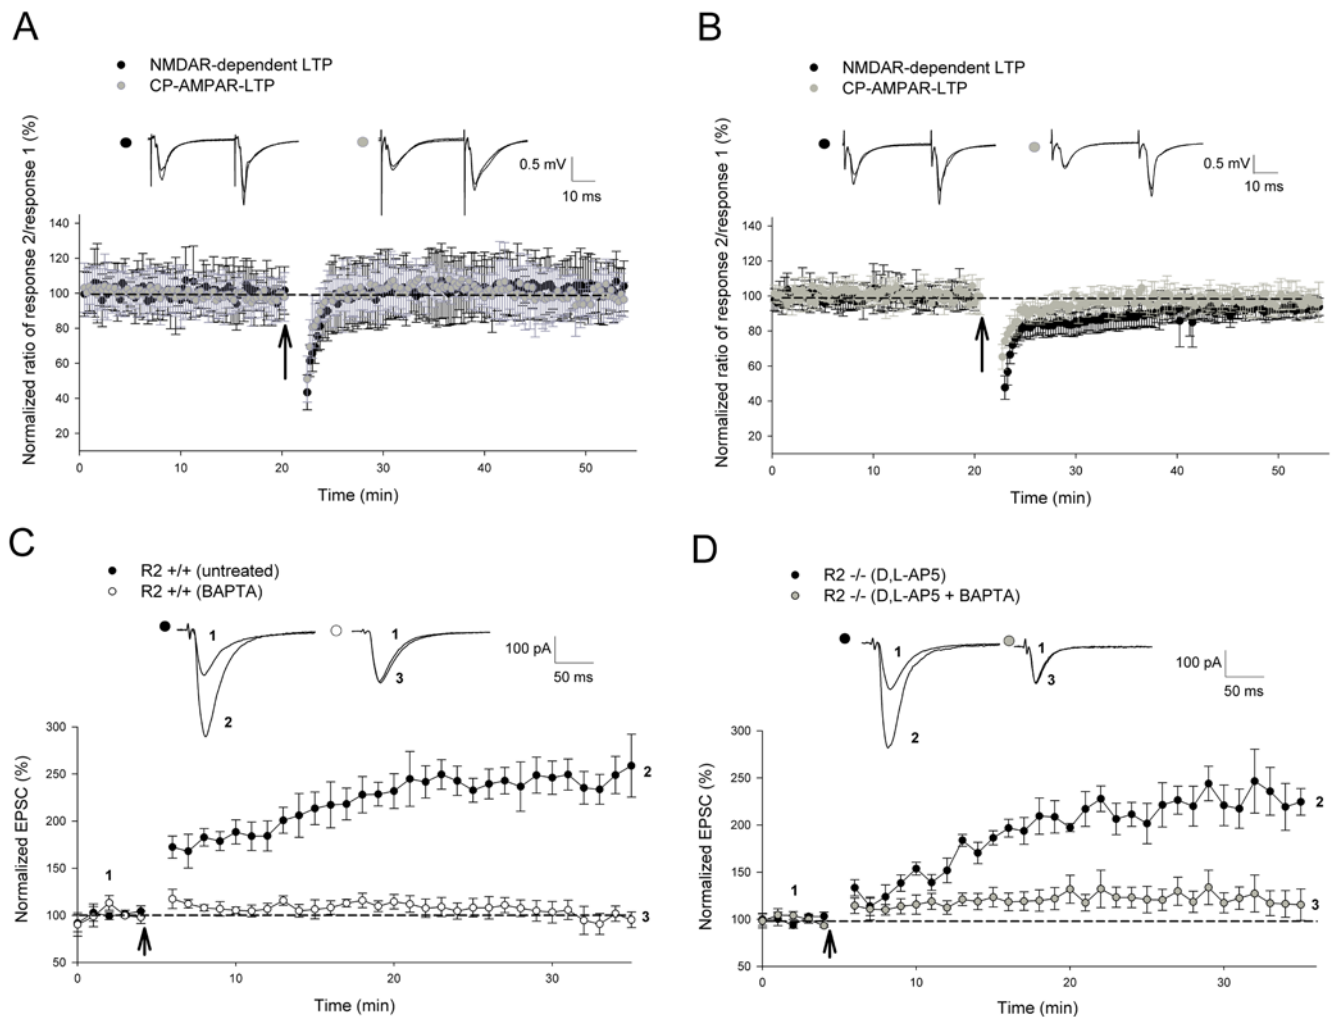 A
NMDAR-dependent LTP
CP-AMPAR-LTP
0.5 mV
10 ms
Normalized ratio of response 2/response 1 (%)
140
120
100
80
60
40
20
0
10
20
30
40
50
Time (min)
B
NMDAR-dependent LTP
CP-AMPAR-LTP
0.5 mV
10 ms
Normalized ratio of response 2/response 1 (%)
140
120
100
80
60
40
20
0
10
20
30
40
50
Time (min)
C
R2 +/+ (untreated)
R2 +/+ (BAPTA)
1
2
1
3
100 pA
50 ms
Normalized EPSC (%)
300
250
200
150
100
50
1
2
3
0
10
20
30
Time (min)
D
R2 -/- (D,L-AP5)
R2 -/- (D,L-AP5 + BAPTA)
1
2
1
3
100 pA
50 ms
Normalized EPSC (%)
300
250
200
150
100
50
1
2
3
0
10
20
30
Time (min)